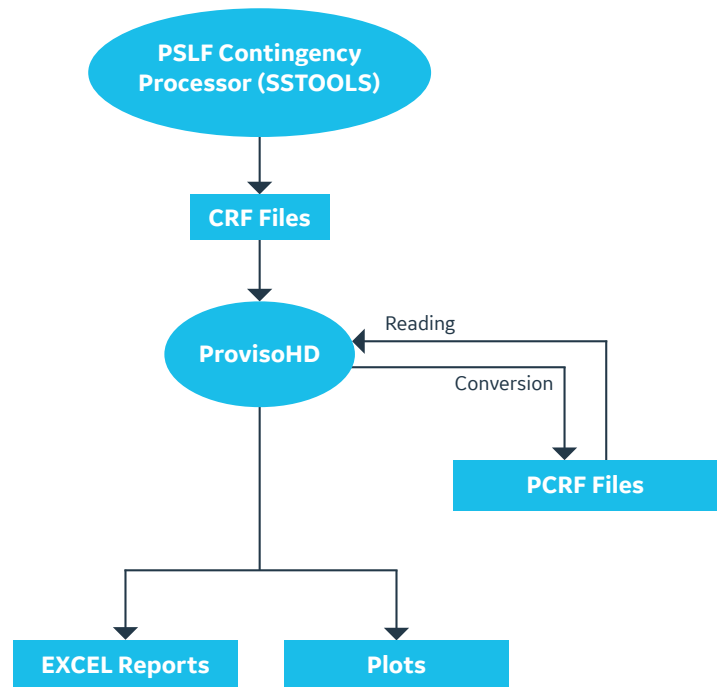 PSLF Contingency
Processor (SSTOOLS)
CRF Files
ProvisoHD
Reading
Conversion
PCRF Files
EXCEL Reports
Plots